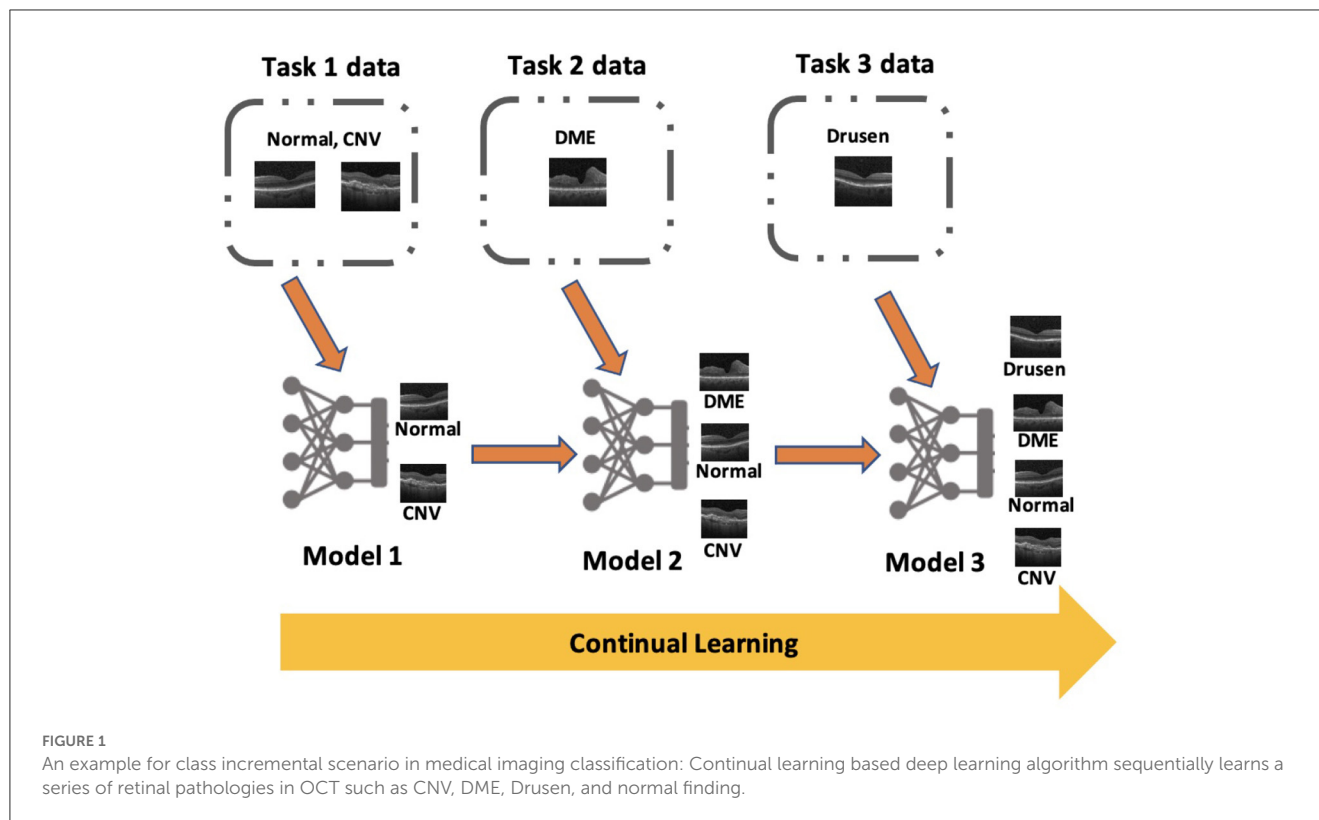 Task 1 data
Task 2 data
Task 3 data
Normal, CNV
DME
Drusen
Normal
CNV
Model 1
DME
Normal
CNV
Model 2
Drusen
DME
Normal
CNV
Model 3
Continual Learning
FIGURE 1
An example for class incremental scenario in medical imaging classification: Continual learning based deep learning algorithm sequentially learns a
series of retinal pathologies in OCT such as CNV, DME, Drusen, and normal finding.